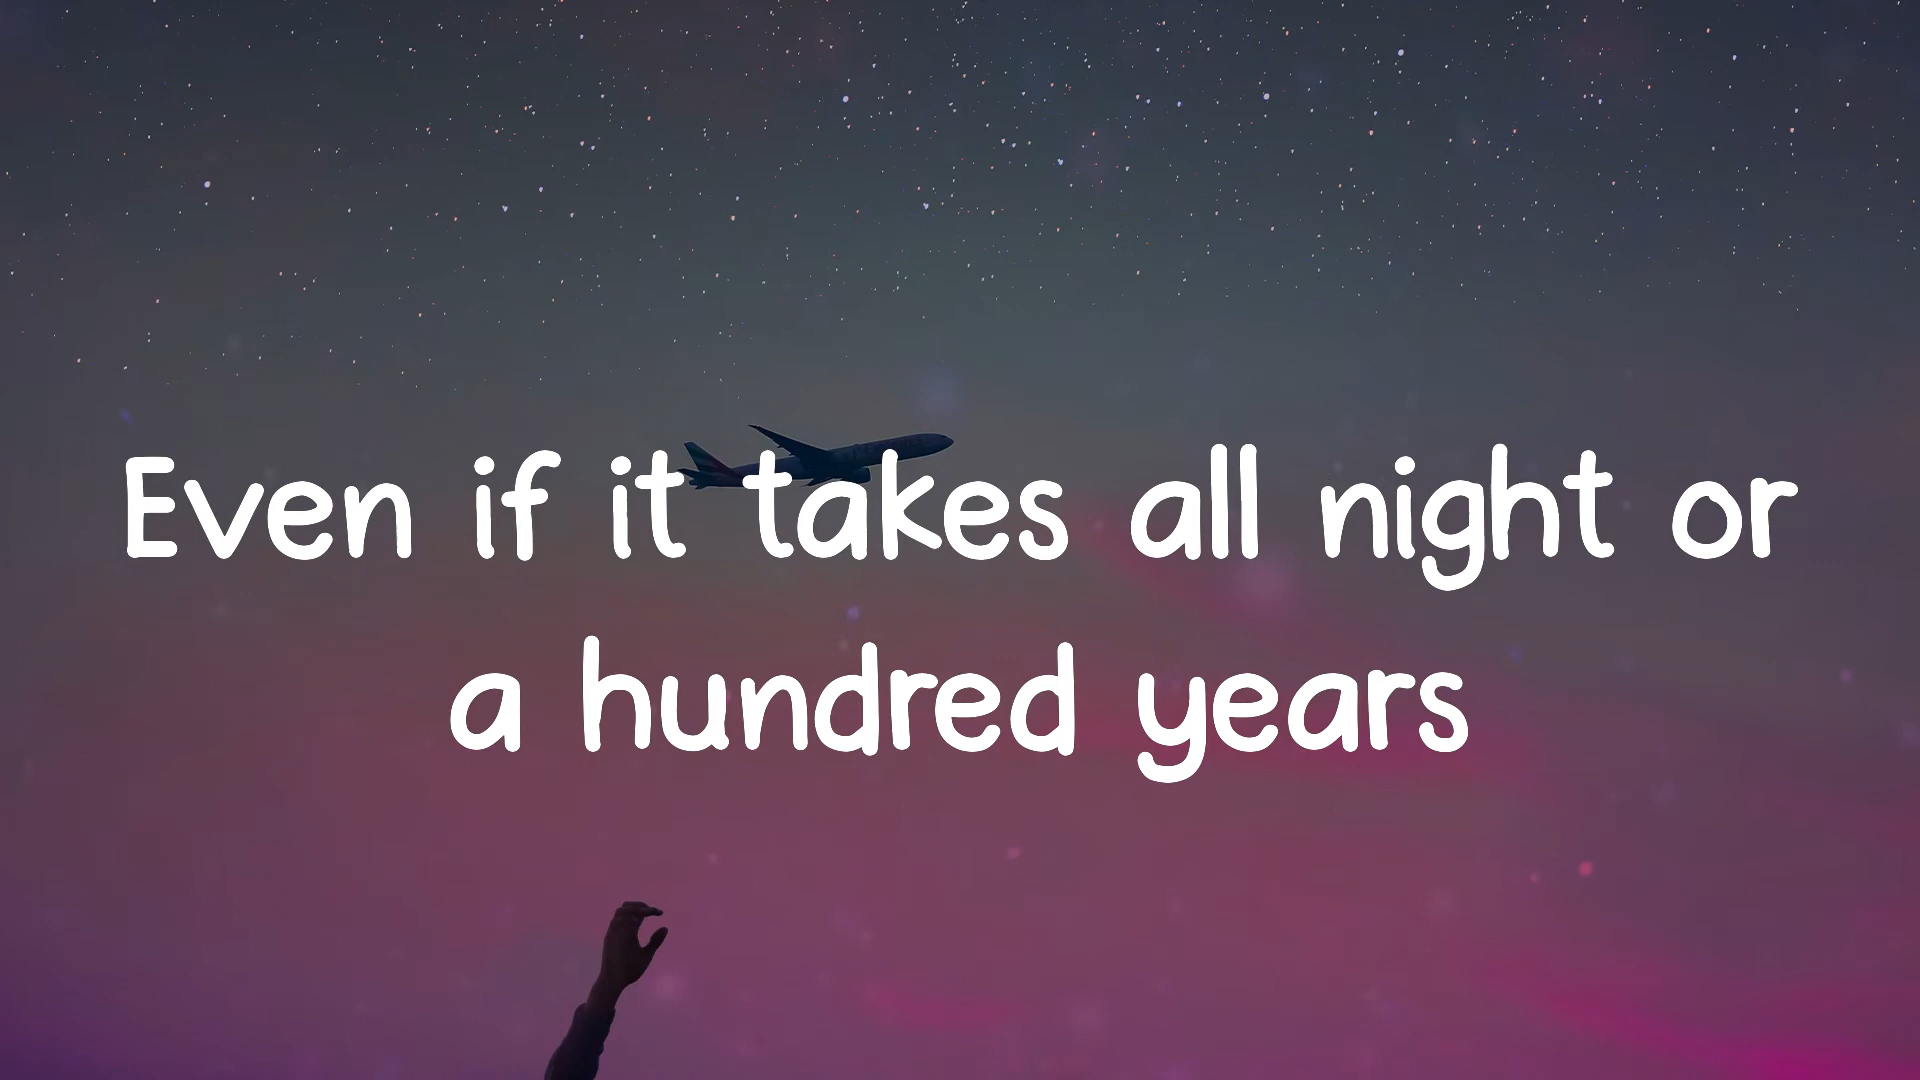 Even if it takes all night or
a hundred years